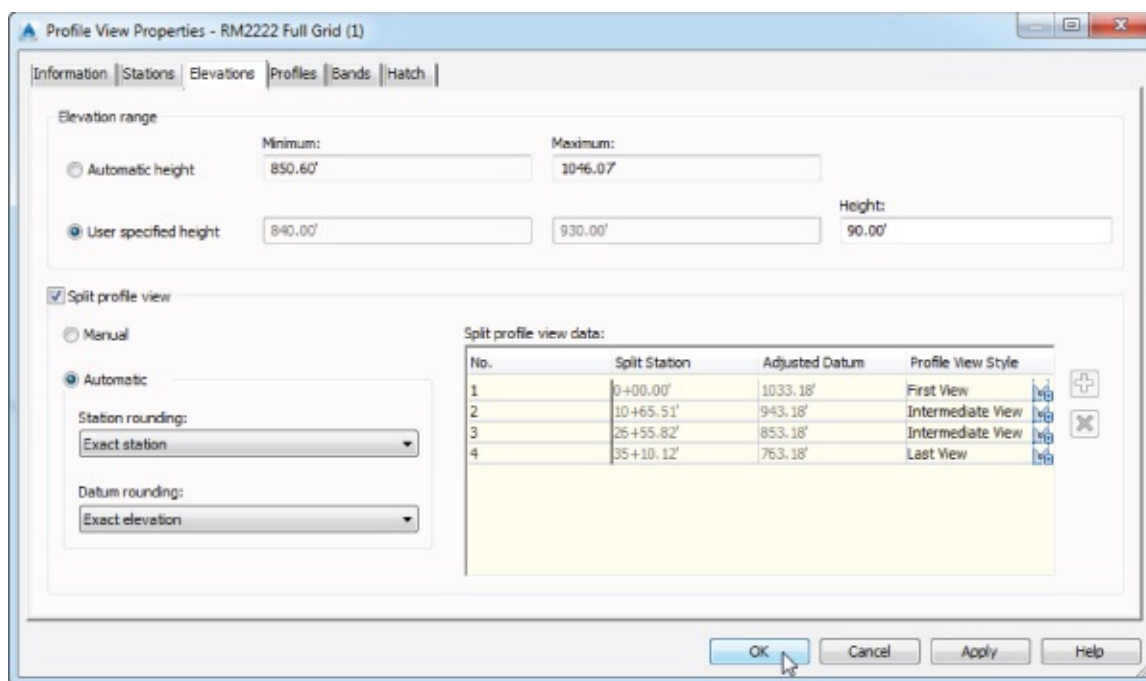 Profile View Properties - RM2222 Full Grid (1)
Information Stations Elevations Profiles Bands Hatch
Elevation range
Minimum: Maximum:
Automatic height 850.60' 1046.07'
Height:
User specified height 840.00' 930.00' 90.00'
Split profile view
Manual
Split profile view data:
No. Split Station Adjusted Datum Profile View Style
Automatic
1 0+00.00' 1033.18' First View
Station rounding:
2 10+65.51' 943.18' Intermediate View
3 26+55.82' 853.18' Intermediate View
Exact station
4 35+10.12' 763.18' Last View
Datum rounding:
Exact elevation
OK Cancel Apply Help